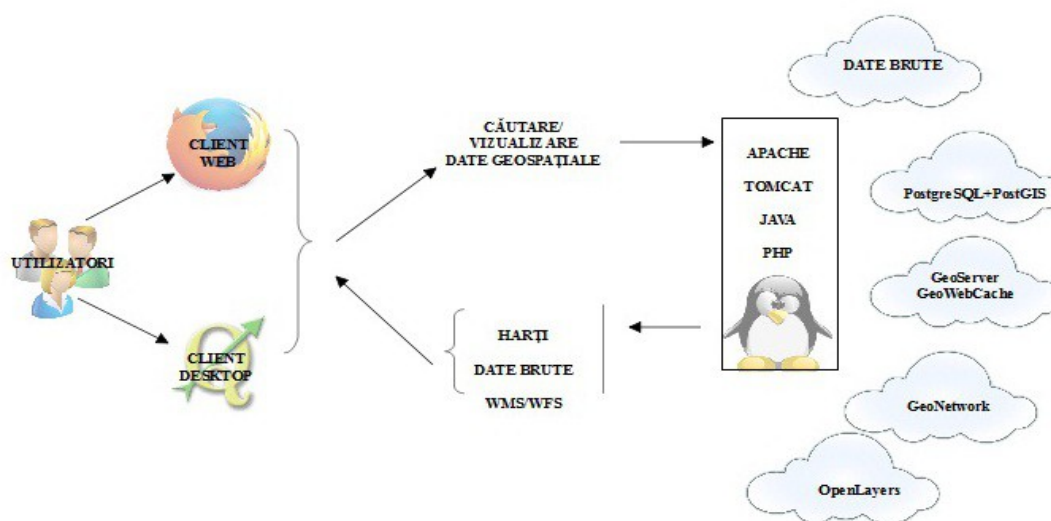 UTILIZATORI
CLIENT
WEB
CLIENT
DESKTOP
CĂUTARE/
VIZUALIZARE
DATE GEOSPAȚIALE
HARȚI
DATE BRUTE
WMS/WFS
APACHE
TOMCAT
JAVA
PHP
DATE BRUTE
PostgreSQL+PostGIS
GeoServer
GeoWebCache
GeoNetwork
OpenLayers